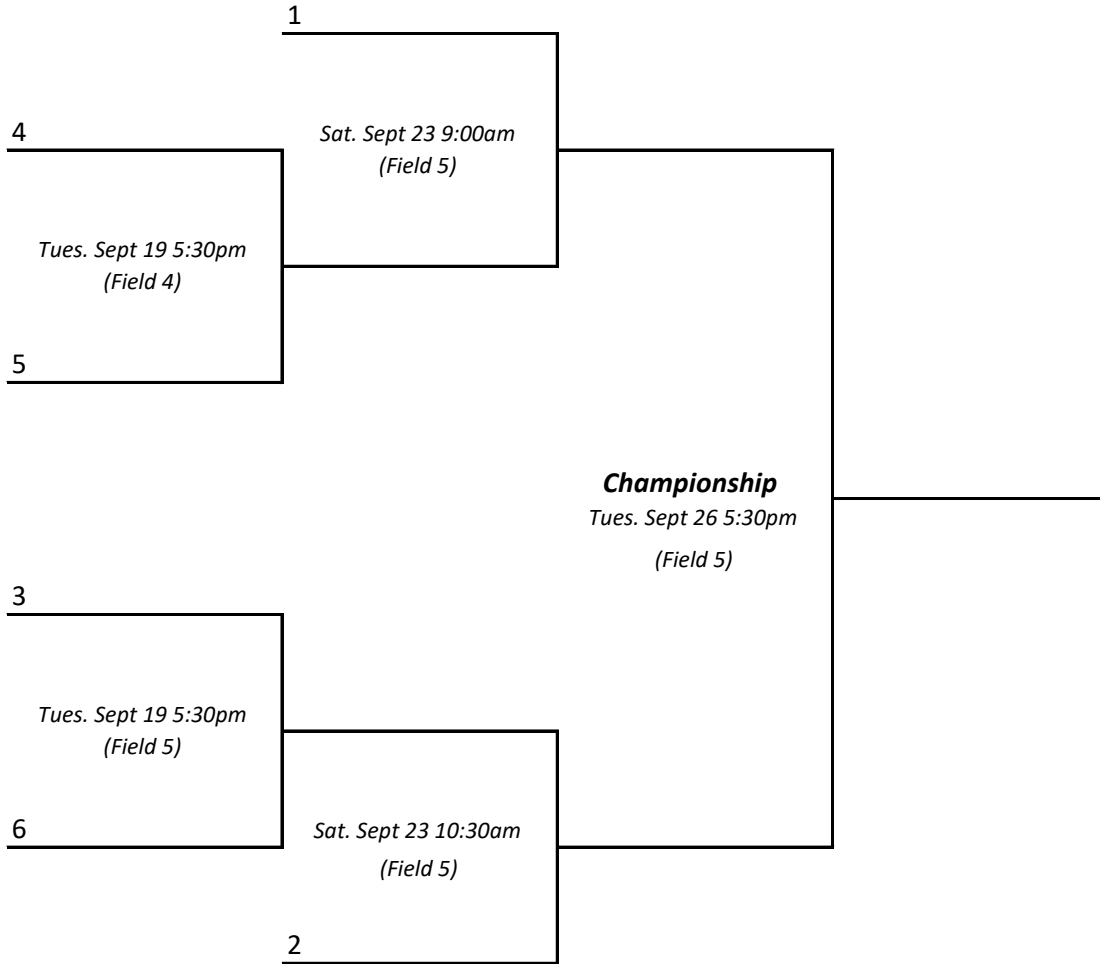 1
4
Sat. Sept 23 9:00am
(Field 5)
Tues. Sept 19 5:30pm
(Field 4)
5
Championship
Tues. Sept 26 5:30pm
(Field 5)
3
Tues. Sept 19 5:30pm
(Field 5)
6
Sat. Sept 23 10:30am
(Field 5)
2